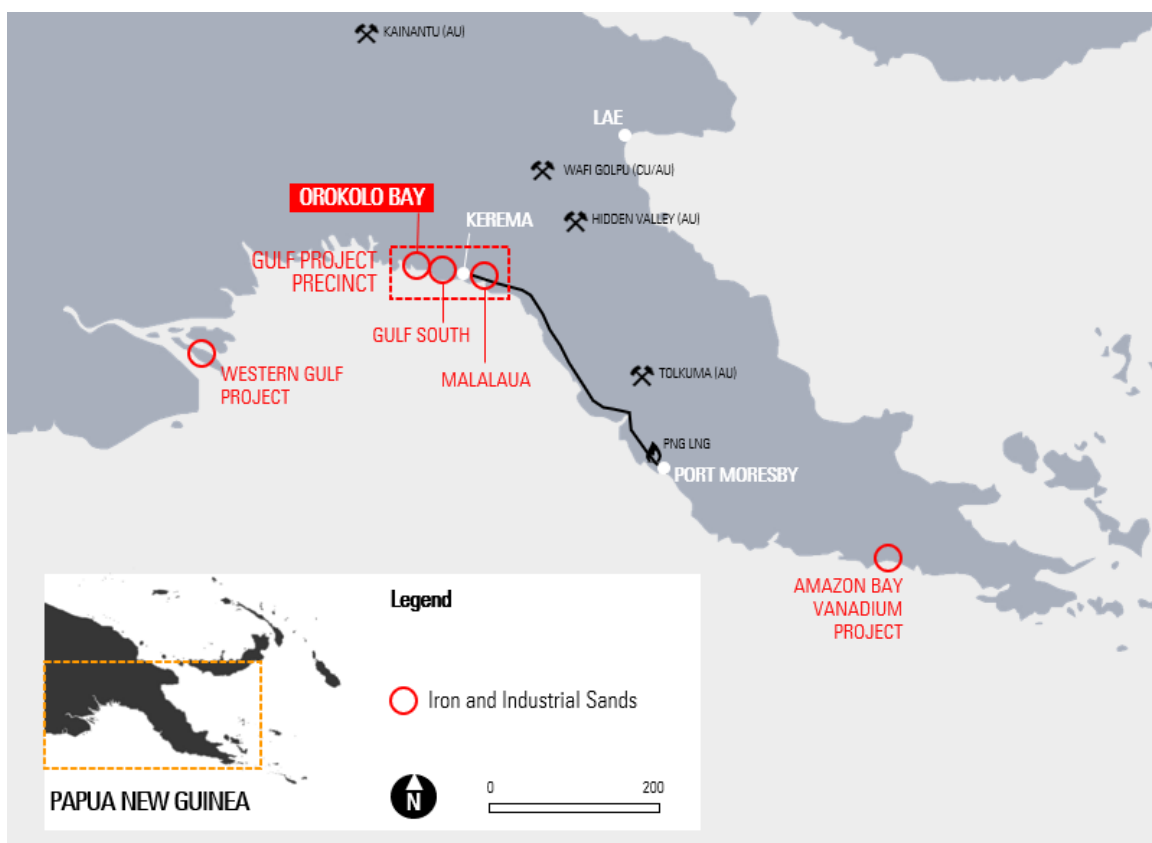 KAINANTU (AU)
LAE
WAFI GOLPU (CU/AU)
OROKOLO BAY
KEREMA
HIDDEN VALLEY (AU)
GULF PROJECT
PRECINCT
GULF SOUTH
MALALAUA
WESTERN GULF
PROJECT
TOLKUMA (AU)
PNG LNG
PORT MORESBY
AMAZON BAY
VANADIUM
PROJECT
Legend
Iron and Industrial Sands
0 200
N
PAPUA NEW GUINEA